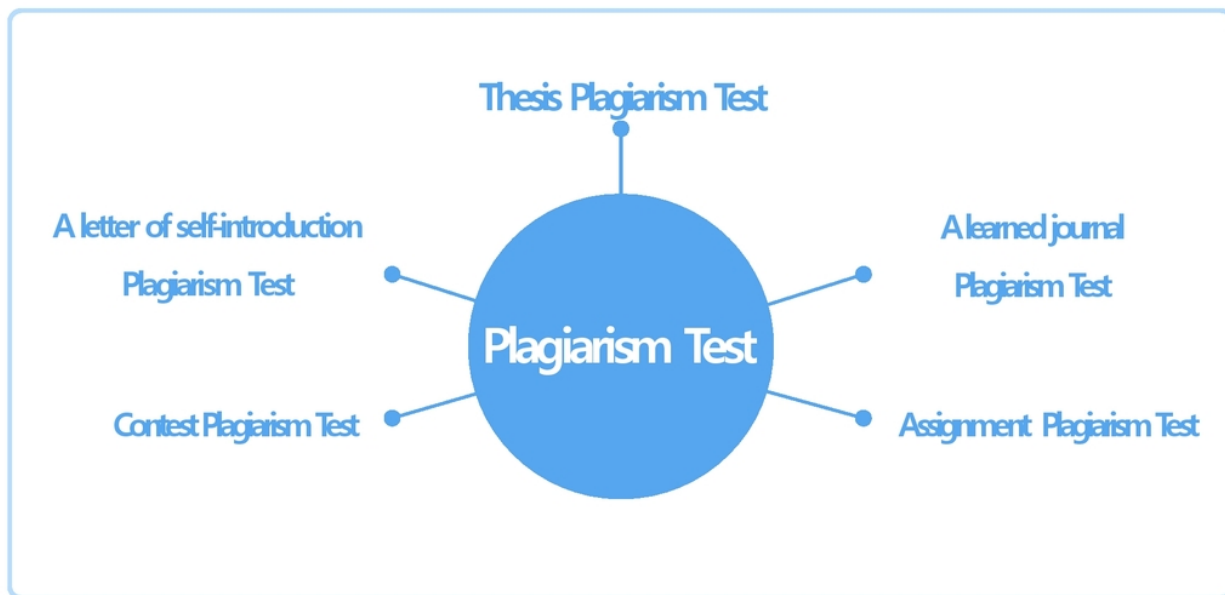 Thesis Plagiarism Test
A letter of self-introduction
Plagiarism Test
A learned journal
Plagiarism Test
Plagiarism Test
Contest Plagiarism Test
Assignment Plagiarism Test